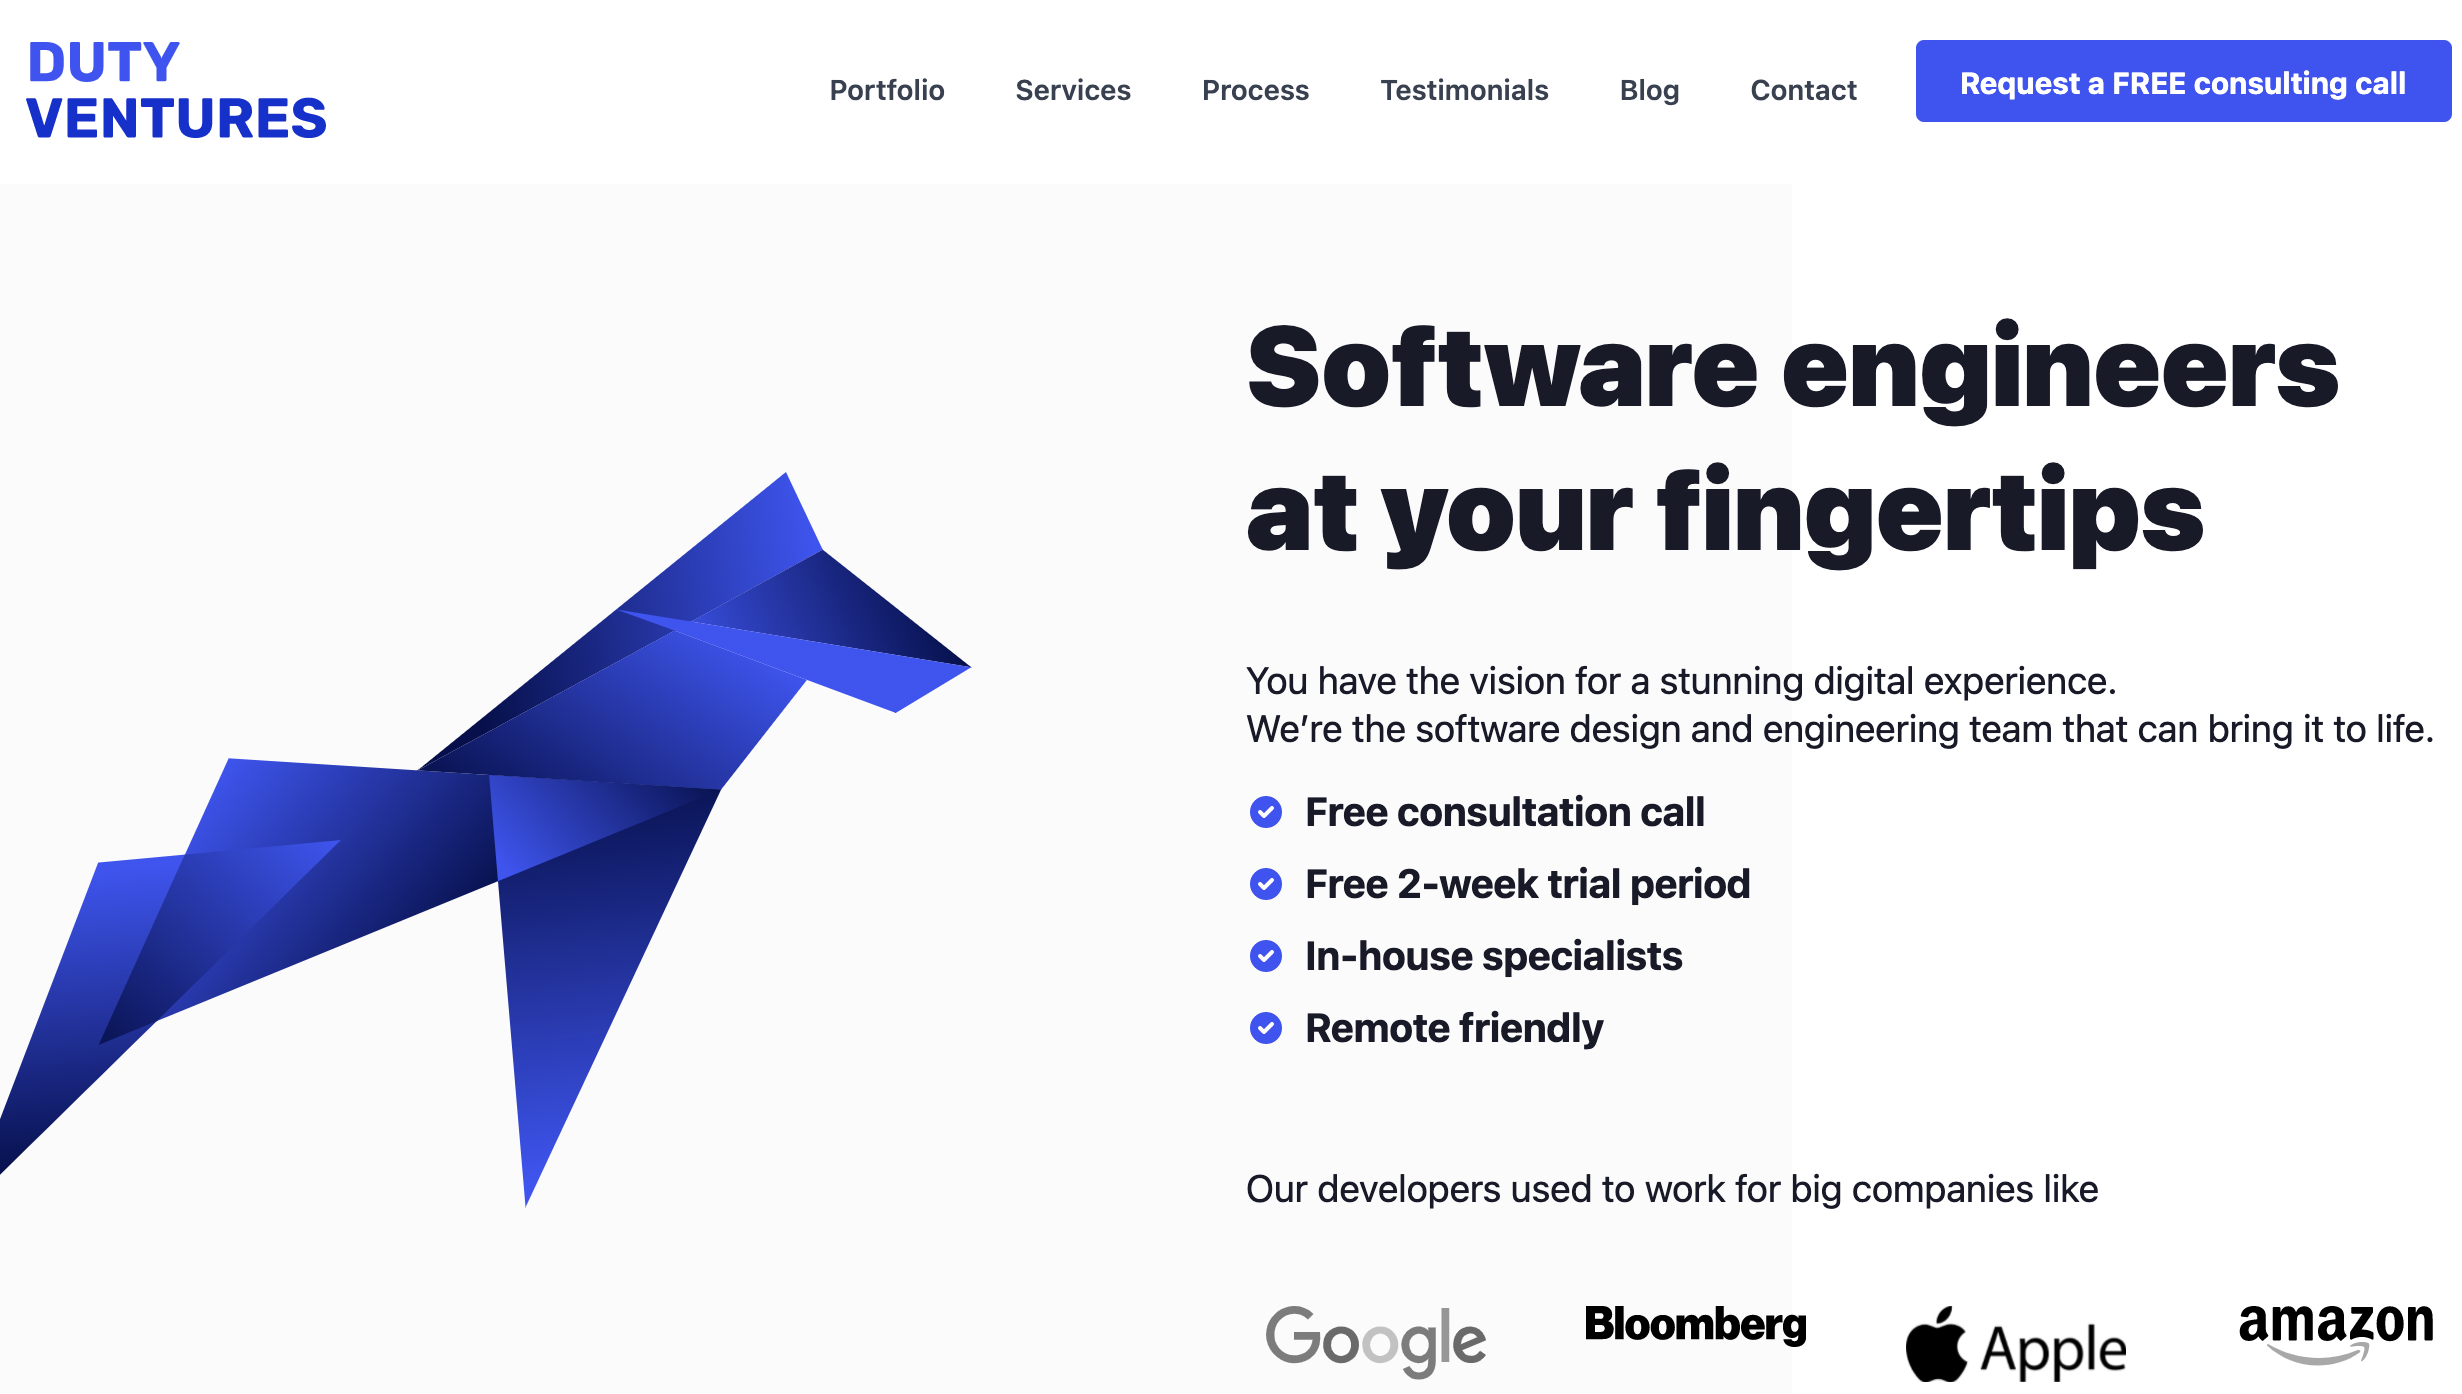 DUTY
VENTURES
Portfolio Services Process Testimonials Blog Contact Request a FREE consulting call
Software engineers
at your fingertips
You have the vision for a stunning digital experience.
We’re the software design and engineering team that can bring it to life.
Free consultation call
Free 2-week trial period
In-house specialists
Remote friendly
Our developers used to work for big companies like
Google Bloomberg Apple amazon